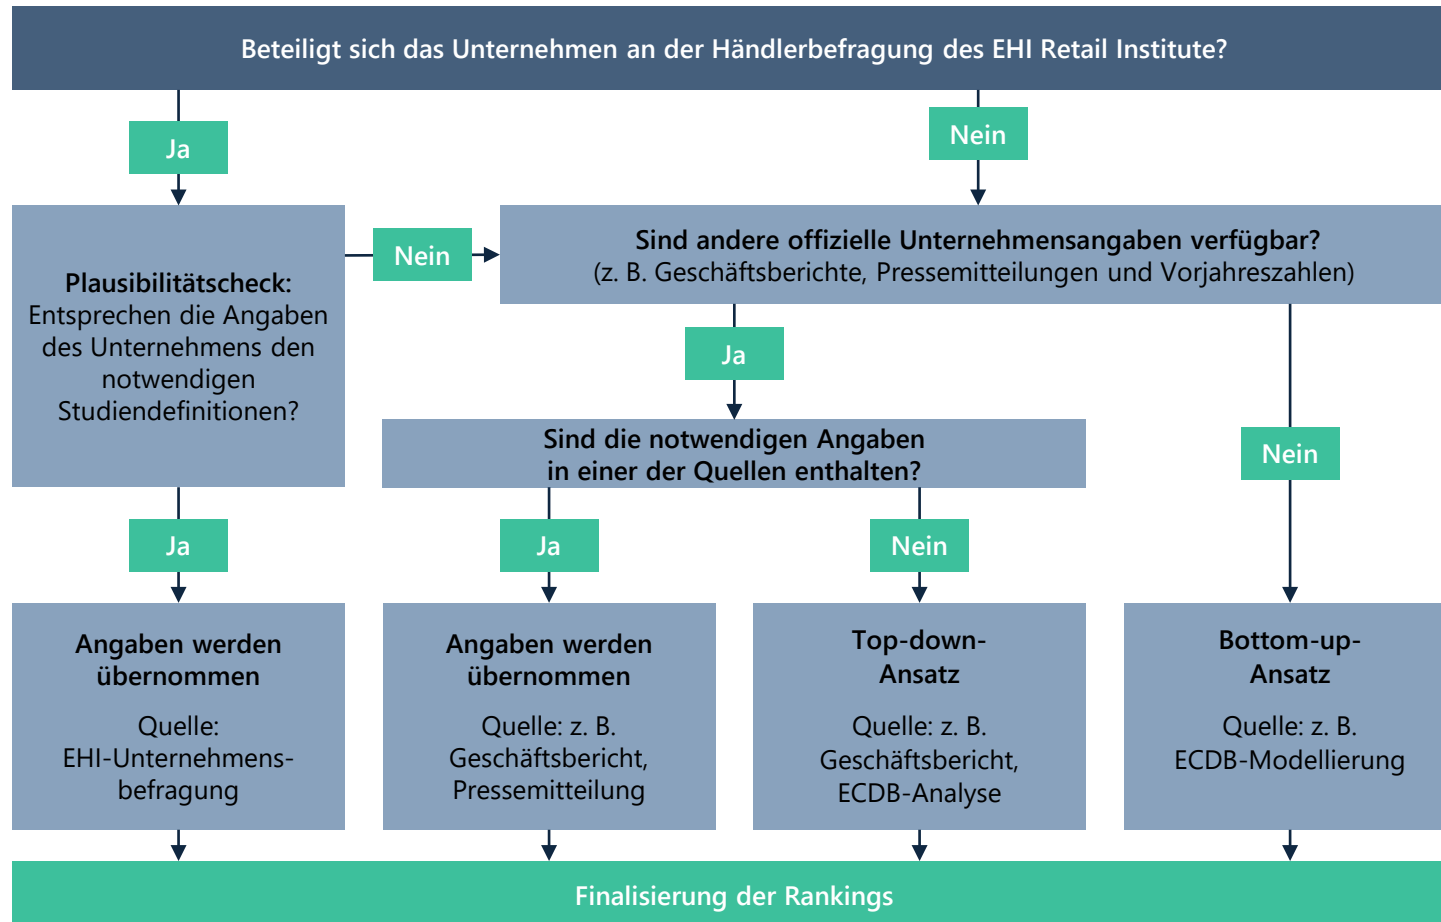 Beteiligt sich das Unternehmen an der Händlerbefragung des EHI Retail Institute?
Ja
Nein
Plausibilitätscheck:
Entsprechen die Angaben
des Unternehmens den
notwendigen
Studiendefinitionen?
Nein
Sind andere offizielle Unternehmensangaben verfügbar?
(z. B. Geschäftsberichte, Pressemitteilungen und Vorjahreszahlen)
Ja
Nein
Sind die notwendigen Angaben
in einer der Quellen enthalten?
Ja
Ja
Nein
Angaben werden
übernommen
Quelle:
EHI-Unternehmens-
befragung
Angaben werden
übernommen
Quelle: z. B.
Geschäftsbericht,
Pressemitteilung
Top-down-
Ansatz
Quelle: z. B.
Geschäftsbericht,
ECDB-Analyse
Bottom-up-
Ansatz
Quelle: z. B.
ECDB-Modellierung
Finalisierung der Rankings